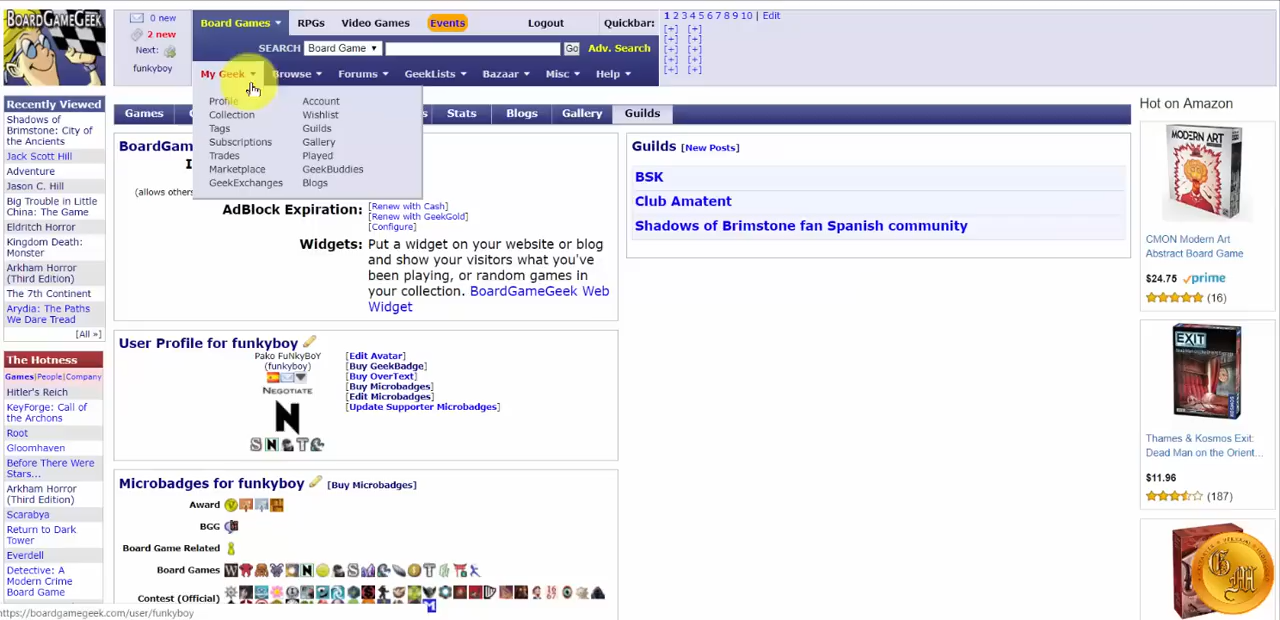 BOARDGAMEGEEK
0 new
2 new
Next:
funkyboy
Board Games
RPGs
Video Games
Events
Logout
Quickbar:
1 2 3 4 5 6 7 8 9 10 | Edit
[+] [+]
[+] [+]
[+] [+]
[+] [+]
[+] [+]
SEARCH Board Game Go Adv. Search
My Geek Browse Forums GeekLists Bazaar Misc Help
Profile Account
Collection Wishlist
Tags Guilds
Subscriptions Gallery
Trades Played
Marketplace GeekBuddies
GeekExchanges Blogs
Games
Stats
Blogs
Gallery
Guilds
Recently Viewed
Shadows of
Brimstone: City of
the Ancients
Jack Scott Hill
Adventure
Jason C. Hill
Big Trouble in Little
China: The Game
Eldritch Horror
Kingdom Death:
Monster
Arkham Horror
(Third Edition)
The 7th Continent
Arydia: The Paths
We Dare Tread
[All »]
The Hotness
Games|People|Company
Hitler's Reich
KeyForge: Call of
the Archons
Root
Gloomhaven
Before There Were
Stars...
Arkham Horror
(Third Edition)
Scarabya
Return to Dark
Tower
Everdell
Detective: A
Modern Crime
Board Game
BoardGam
(allows others
AdBlock Expiration: [Renew with Cash]
[Renew with GeekGold]
[Configure]
Widgets: Put a widget on your website or blog
and show your visitors what you've
been playing, or random games in
your collection. BoardGameGeek Web
Widget
User Profile for funkyboy
Pako FuNkyBoY
(funkyboy)
NEGOTIATE
N
[Edit Avatar]
[Buy GeekBadge]
[Buy OverText]
[Buy Microbadges]
[Edit Microbadges]
[Update Supporter Microbadges]
Microbadges for funkyboy [Buy Microbadges]
Award
BGG
Board Game Related
Board Games
Contest (Official)
Guilds [New Posts]
BSK
Club Amatent
Shadows of Brimstone fan Spanish community
Hot on Amazon
MODERN ART
CMON Modern Art
Abstract Board Game
$24.75 prime
(16)
EXIT
Thames & Kosmos Exit:
Dead Man on the Orient...
$11.96
(187)
https://boardgamegeek.com/user/funkyboy